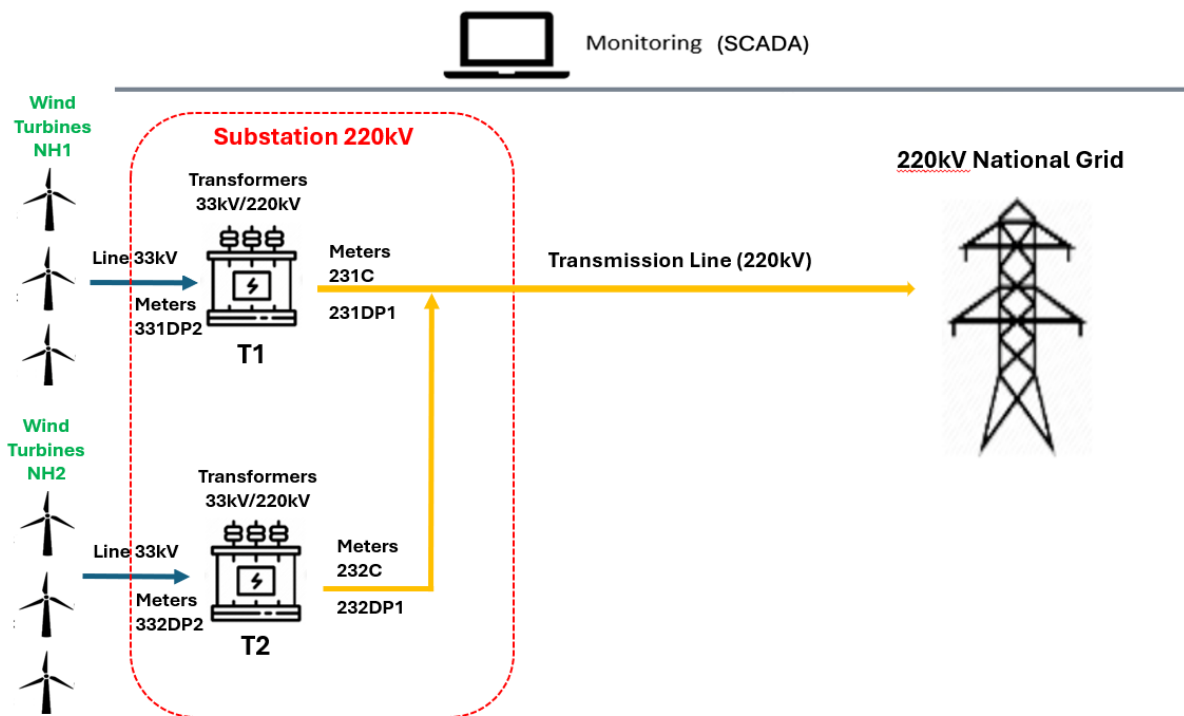 Monitoring (SCADA)
Wind
Turbines
NH1
Substation 220kV
220kV National Grid
Transformers
33kV/220kV
Line 33kV
Meters
331DP2
Meters
231C
231DP1
Transmission Line (220kV)
T1
Wind
Turbines
NH2
Transformers
33kV/220kV
Line 33kV
Meters
332DP2
Meters
232C
232DP1
T2